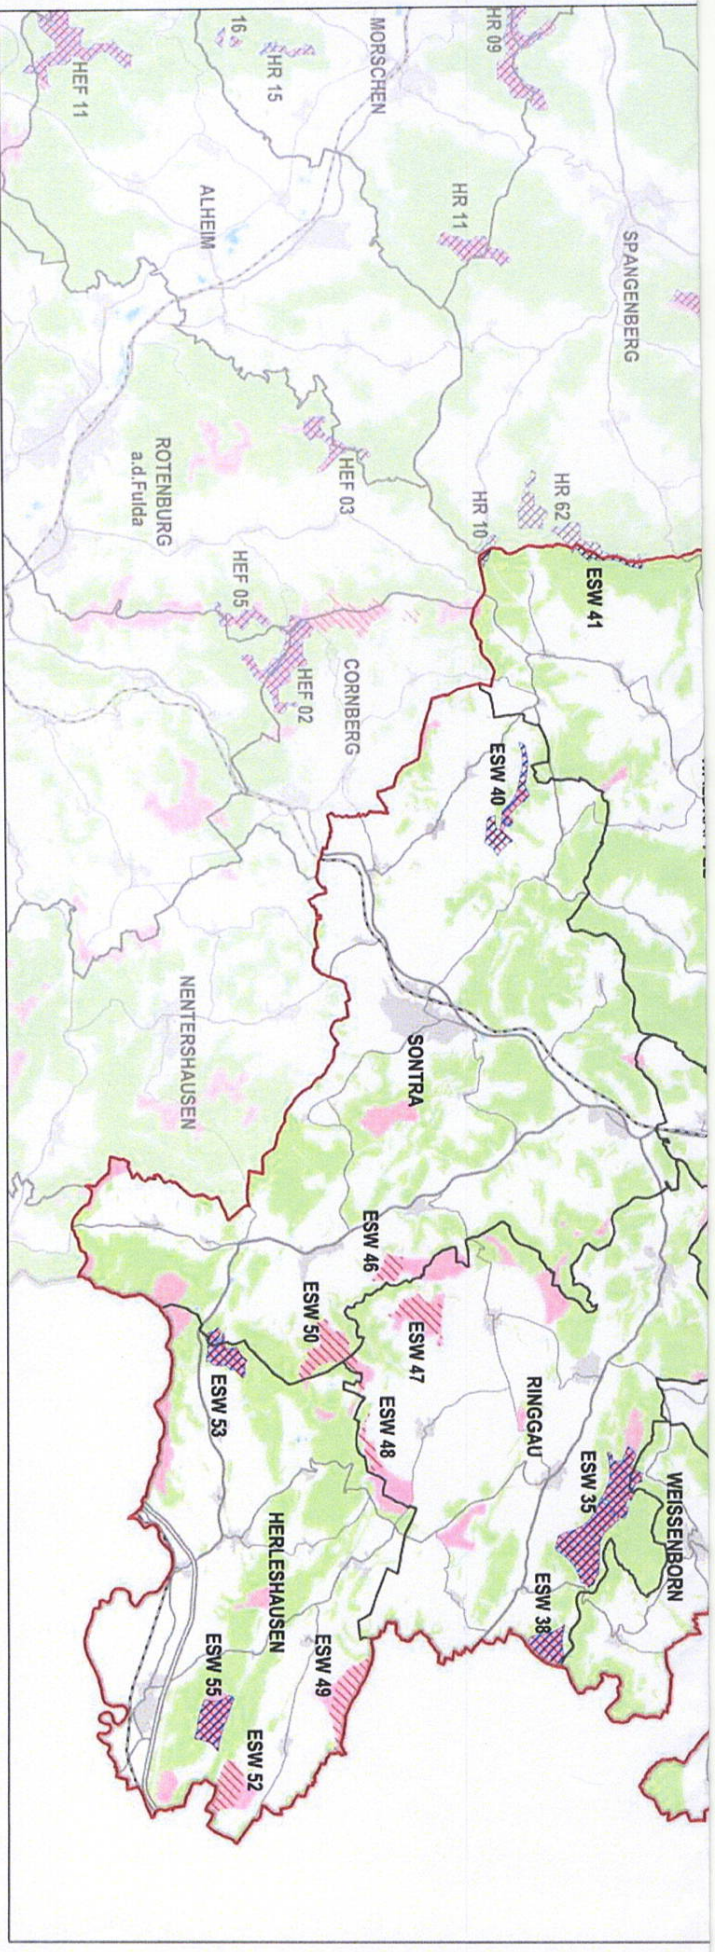 HR 09
MORSCHEN
16
HR 15
HEF 11
SPANGENBERG
HR 11
ALHEIM
HR 62
HR 10
HEF 03
ROTENBURG
a.d.Fulda
ESW 41
HEF 05
HEF 02
CORNBERG
ESW 40
NENTERSHAUSEN
SONTRA
ESW 46
ESW 47
ESW 50
ESW 48
ESW 53
RINGGAU
ESW 35
WEISSENBORN
ESW 38
HERLESHAUSEN
ESW 49
ESW 55
ESW 52